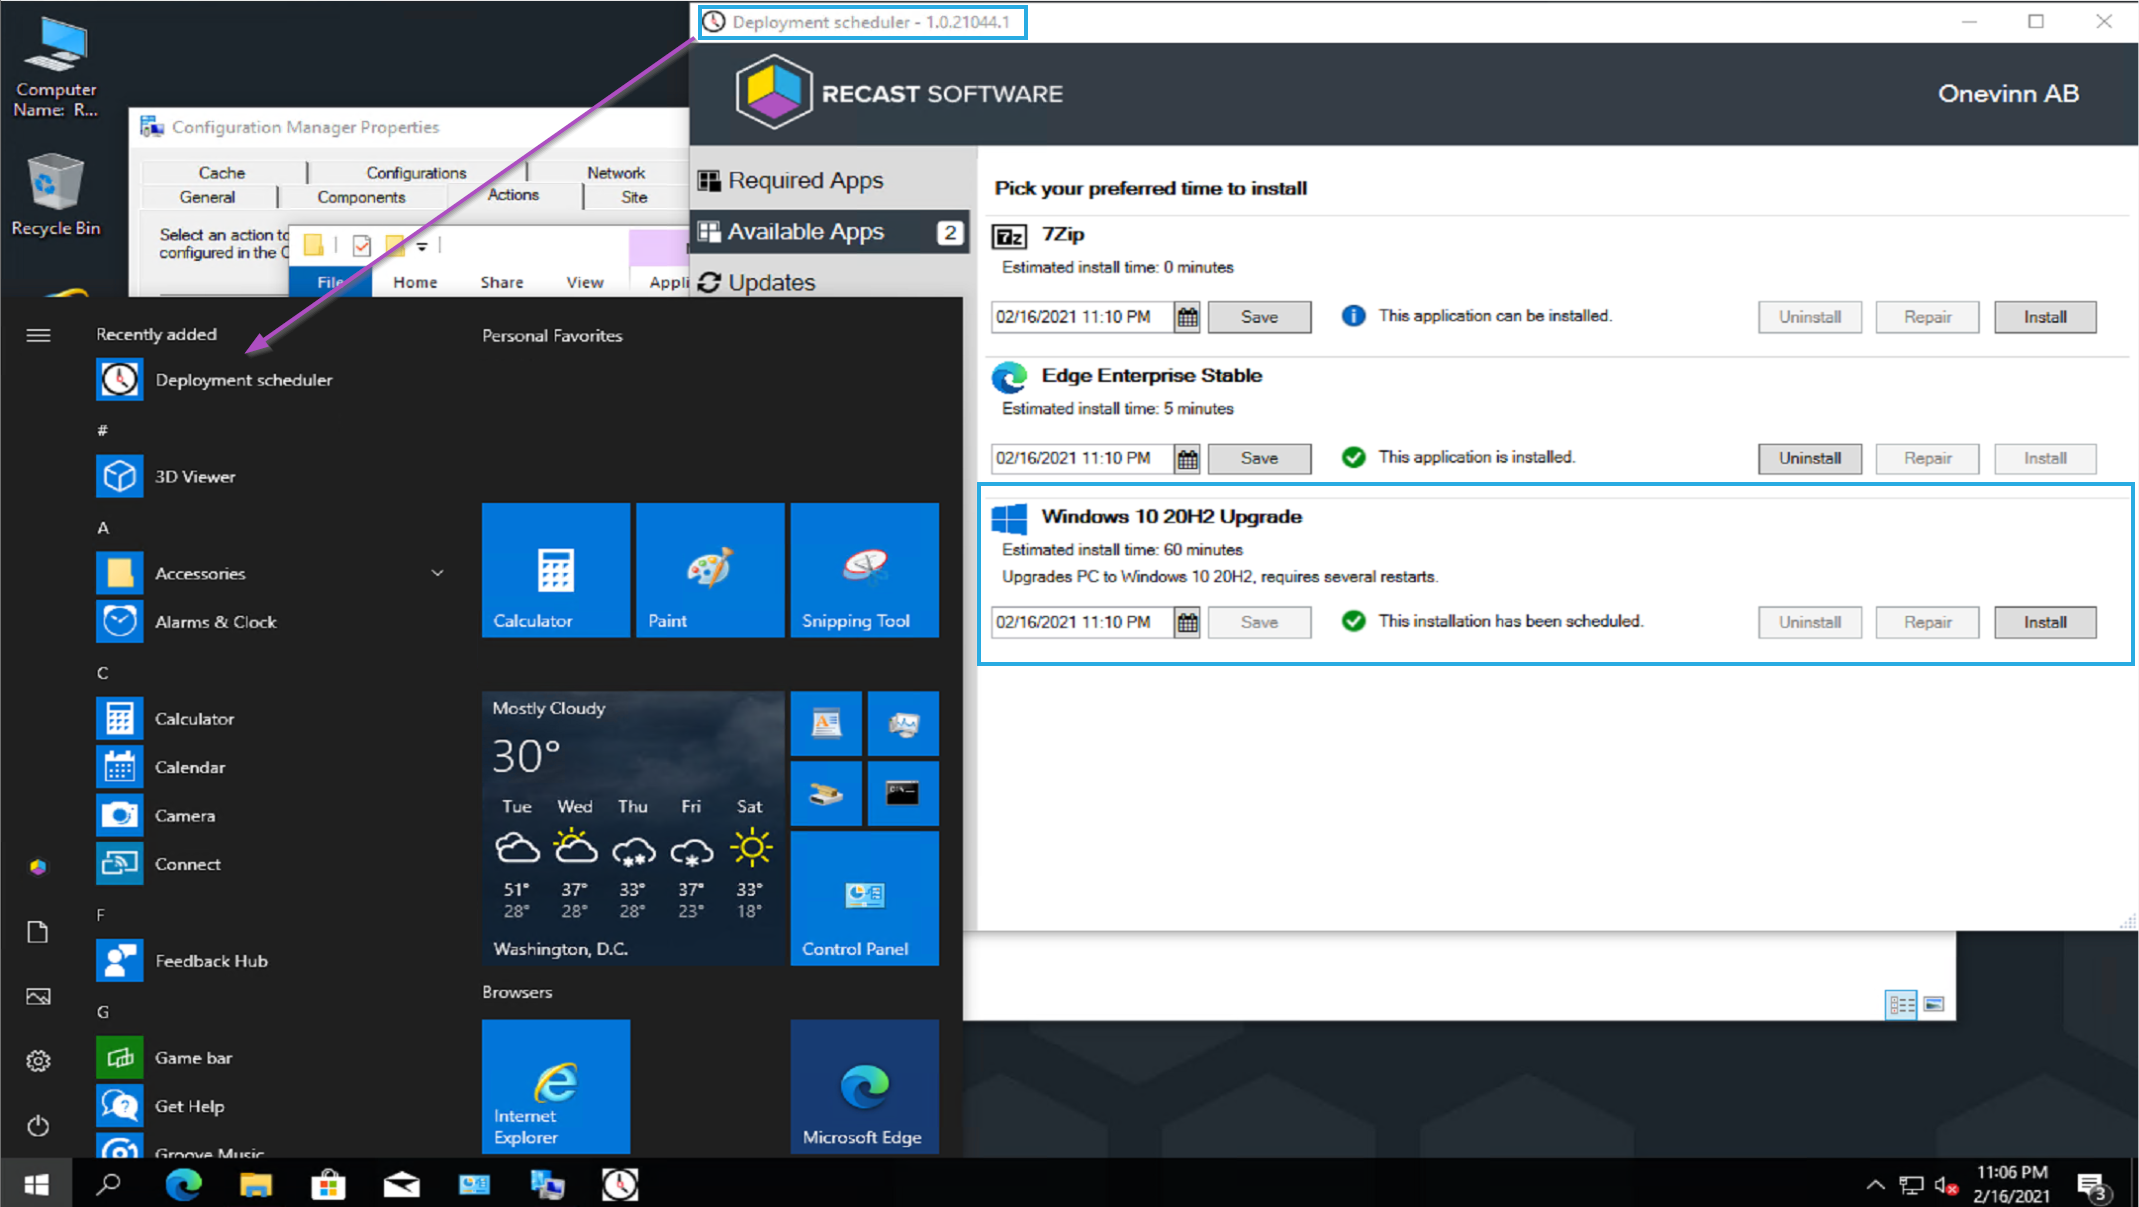 Computer
Name: R...
Recycle Bin
Configuration Manager Properties
Cache
Configurations
Network
General
Components
Actions
Site
Select an action to
configured in the C
File
Home
Share
View
Appli
Deployment scheduler - 1.0.21044.1
RECAST SOFTWARE
Onevinn AB
Required Apps
Available Apps
2
Updates
Pick your preferred time to install
7z
7Zip
Estimated install time: 0 minutes
02/16/2021 11:10 PM
Save
This application can be installed.
Uninstall
Repair
Install
Edge Enterprise Stable
Estimated install time: 5 minutes
02/16/2021 11:10 PM
Save
This application is installed.
Uninstall
Repair
Install
Windows 10 20H2 Upgrade
Estimated install time: 60 minutes
Upgrades PC to Windows 10 20H2, requires several restarts.
02/16/2021 11:10 PM
Save
This installation has been scheduled.
Uninstall
Repair
Install
Recently added
Deployment scheduler
#
3D Viewer
A
Accessories
Alarms & Clock
C
Calculator
Calendar
Camera
Connect
F
Feedback Hub
G
Game bar
Get Help
Groove Music
Personal Favorites
Calculator
Paint
Snipping Tool
Mostly Cloudy
30°
Tue Wed Thu Fri Sat
51° 37° 33° 37° 33°
28° 28° 28° 23° 18°
Washington, D.C.
Control Panel
Browsers
Internet
Explorer
Microsoft Edge
11:06 PM
2/16/2021
3